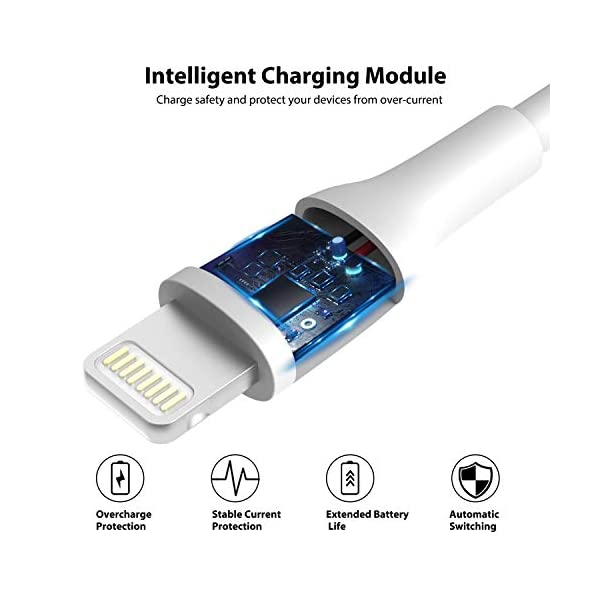 Intelligent Charging Module
Charge safety and protect your devices from over-current
Overcharge
Protection
Stable Current
Protection
Extended Battery
Life
Automatic
Switching